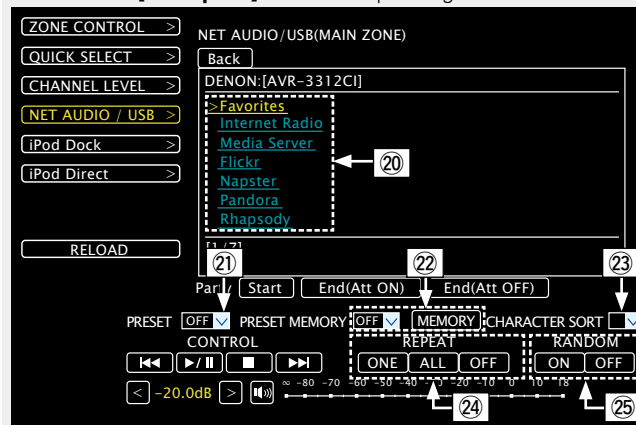 ZONE CONTROL >
QUICK SELECT >
CHANNEL LEVEL >
NET AUDIO / USB >
iPod Dock >
iPod Direct >
RELOAD
NET AUDIO/USB(MAIN ZONE)
Back
DENON:[AVR-3312CI]
>Favorites
Internet Radio
Media Server
Flickr
Napster
Pandora
Rhapsody
[1/7]
⑳
㉑ ㉒ ㉓
Party Start End(Att ON) End(Att OFF)
PRESET OFF PRESET MEMORY OFF MEMORY CHARACTER SORT
CONTROL REPEAT RANDOM
ONE ALL OFF ON OFF
< -20.0dB > ∞ -80 -70 -60 -50 -40 -30 -20 -10 0 10 18
㉔ ㉕